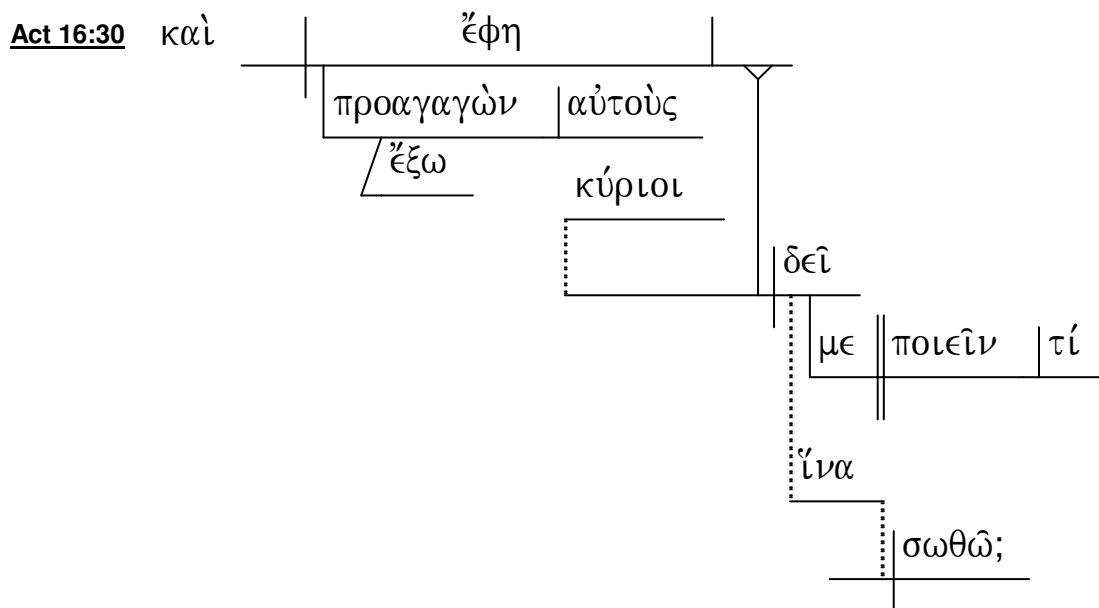 Act 16:30 καὶ ἔφη
προαγαγὼν αὐτοὺς
ἔξω
κύριοι
δεῖ
με ποιεῖν τί
ἵνα
σωθῶ;